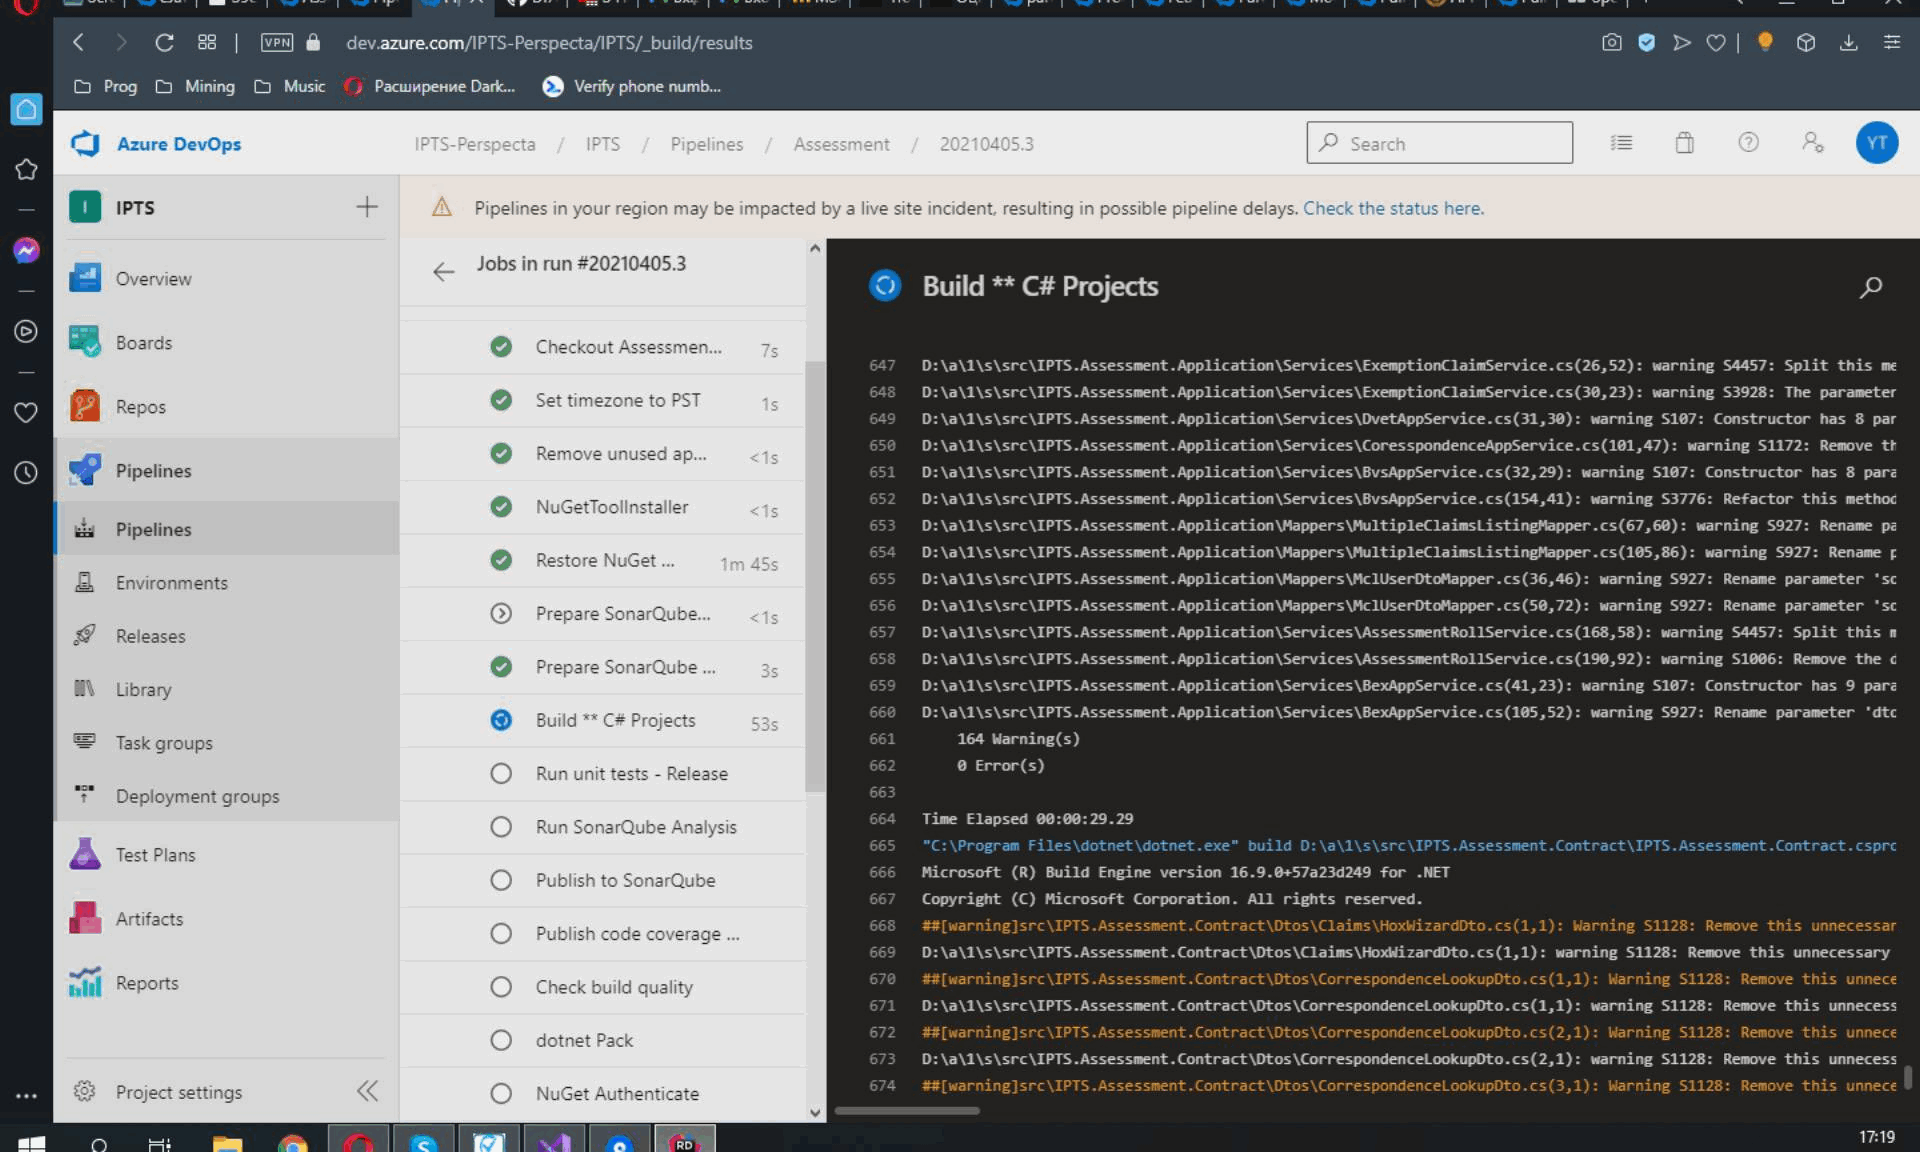 VPN
dev.azure.com/IPTS-Perspecta/IPTS/_build/results
Prog
Mining
Music
Расширение Dark...
Verify phone numb...
Azure DevOps
IPTS-Perspecta / IPTS / Pipelines / Assessment / 20210405.3
Search
YT
I IPTS
Pipelines in your region may be impacted by a live site incident, resulting in possible pipeline delays. Check the status here.
Overview
Boards
Repos
Pipelines
Pipelines
Environments
Releases
Library
Task groups
Deployment groups
Test Plans
Artifacts
Reports
Project settings
Jobs in run #20210405.3
Checkout Assessmen... 7s
Set timezone to PST 1s
Remove unused ap... <1s
NuGetToolInstaller <1s
Restore NuGet ... 1m 45s
Prepare SonarQube... <1s
Prepare SonarQube ... 3s
Build ** C# Projects 53s
Run unit tests - Release
Run SonarQube Analysis
Publish to SonarQube
Publish code coverage ...
Check build quality
dotnet Pack
NuGet Authenticate
Build ** C# Projects
647 D:\a\1\s\src\IPTS.Assessment.Application\Services\ExemptionClaimService.cs(26,52): warning S4457: Split this me
648 D:\a\1\s\src\IPTS.Assessment.Application\Services\ExemptionClaimService.cs(30,23): warning S3928: The parameter
649 D:\a\1\s\src\IPTS.Assessment.Application\Services\DvetAppService.cs(31,30): warning S107: Constructor has 8 par
650 D:\a\1\s\src\IPTS.Assessment.Application\Services\CoresspondenceAppService.cs(101,47): warning S1172: Remove th
651 D:\a\1\s\src\IPTS.Assessment.Application\Services\BvsAppService.cs(32,29): warning S107: Constructor has 8 para
652 D:\a\1\s\src\IPTS.Assessment.Application\Services\BvsAppService.cs(154,41): warning S3776: Refactor this method
653 D:\a\1\s\src\IPTS.Assessment.Application\Mappers\MultipleClaimsListingMapper.cs(67,60): warning S927: Rename pa
654 D:\a\1\s\src\IPTS.Assessment.Application\Mappers\MultipleClaimsListingMapper.cs(105,86): warning S927: Rename p
655 D:\a\1\s\src\IPTS.Assessment.Application\Mappers\MclUserDtoMapper.cs(36,46): warning S927: Rename parameter 'sc
656 D:\a\1\s\src\IPTS.Assessment.Application\Mappers\MclUserDtoMapper.cs(50,72): warning S927: Rename parameter 'sc
657 D:\a\1\s\src\IPTS.Assessment.Application\Services\AssessmentRollService.cs(168,58): warning S4457: Split this m
658 D:\a\1\s\src\IPTS.Assessment.Application\Services\AssessmentRollService.cs(190,92): warning S1006: Remove the d
659 D:\a\1\s\src\IPTS.Assessment.Application\Services\BexAppService.cs(41,23): warning S107: Constructor has 9 para
660 D:\a\1\s\src\IPTS.Assessment.Application\Services\BexAppService.cs(105,52): warning S927: Rename parameter 'dto
661 164 Warning(s)
662 0 Error(s)
663
664 Time Elapsed 00:00:29.29
665 "C:\Program Files\dotnet\dotnet.exe" build D:\a\1\s\src\IPTS.Assessment.Contract\IPTS.Assessment.Contract.cspro
666 Microsoft (R) Build Engine version 16.9.0+57a23d249 for .NET
667 Copyright (C) Microsoft Corporation. All rights reserved.
668 ##[warning]src\IPTS.Assessment.Contract\Dtos\Claims\HoxWizardDto.cs(1,1): Warning S1128: Remove this unnecessar
669 D:\a\1\s\src\IPTS.Assessment.Contract\Dtos\Claims\HoxWizardDto.cs(1,1): warning S1128: Remove this unnecessary
670 ##[warning]src\IPTS.Assessment.Contract\Dtos\CorrespondenceLookupDto.cs(1,1): Warning S1128: Remove this unnece
671 D:\a\1\s\src\IPTS.Assessment.Contract\Dtos\CorrespondenceLookupDto.cs(1,1): warning S1128: Remove this unnecess
672 ##[warning]src\IPTS.Assessment.Contract\Dtos\CorrespondenceLookupDto.cs(2,1): Warning S1128: Remove this unnece
673 D:\a\1\s\src\IPTS.Assessment.Contract\Dtos\CorrespondenceLookupDto.cs(2,1): warning S1128: Remove this unnecess
674 ##[warning]src\IPTS.Assessment.Contract\Dtos\CorrespondenceLookupDto.cs(3,1): Warning S1128: Remove this unnece
RD
17:19